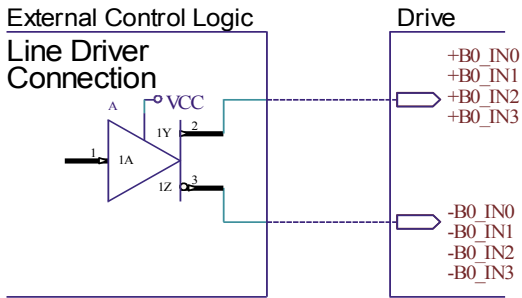 External Control Logic
Drive
Line Driver
Connection
A
VCC
1
1A
1Y
2
1Z
3
+B0_IN0
+B0_IN1
+B0_IN2
+B0_IN3
-B0_IN0
-B0_IN1
-B0_IN2
-B0_IN3